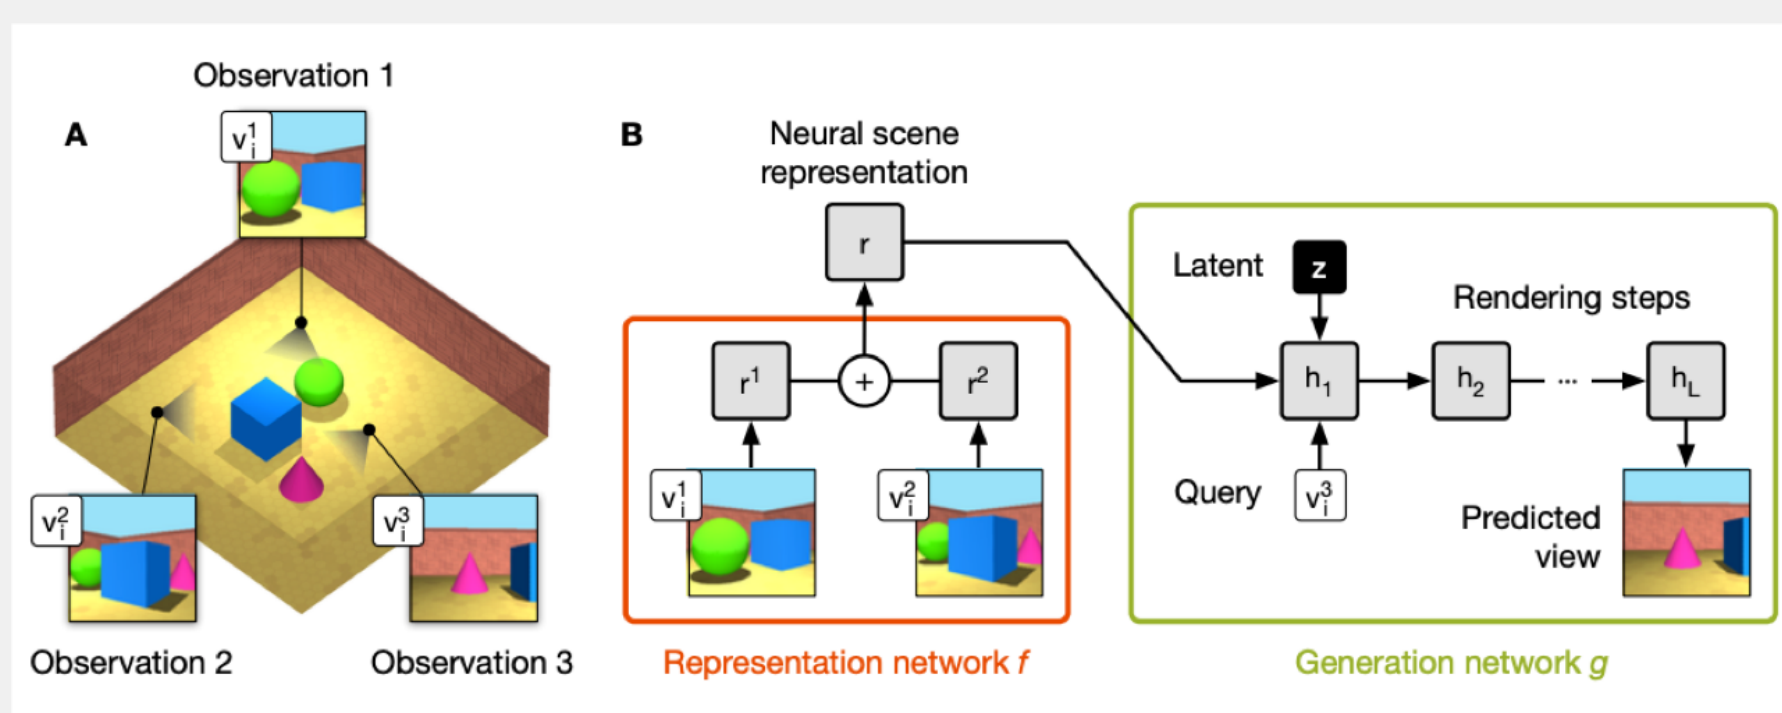 Observation 1
A
v_i^1
v_i^2
v_i^3
Observation 2
Observation 3
B
Neural scene
representation
r
r^1
+
r^2
v_i^1
v_i^2
Representation network f
Latent
z
Rendering steps
h_1
h_2
...
h_L
Query
v_i^3
Predicted
view
Generation network g